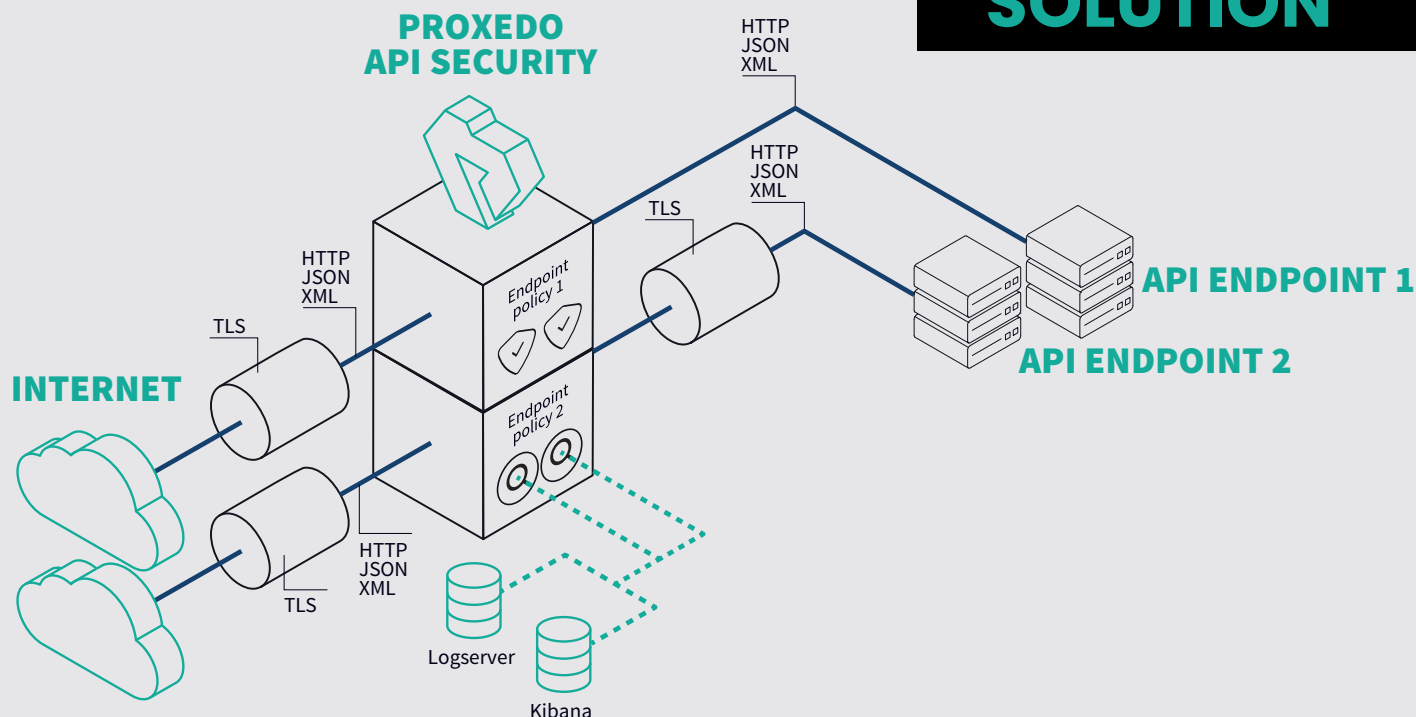 SOLUTION
PROXEDO
API SECURITY
HTTP
JSON
XML
HTTP
JSON
XML
TLS
HTTP
JSON
XML
TLS
Endpoint
policy 1
API ENDPOINT 1
API ENDPOINT 2
INTERNET
Endpoint
policy 2
HTTP
JSON
XML
TLS
Logserver
Kibana